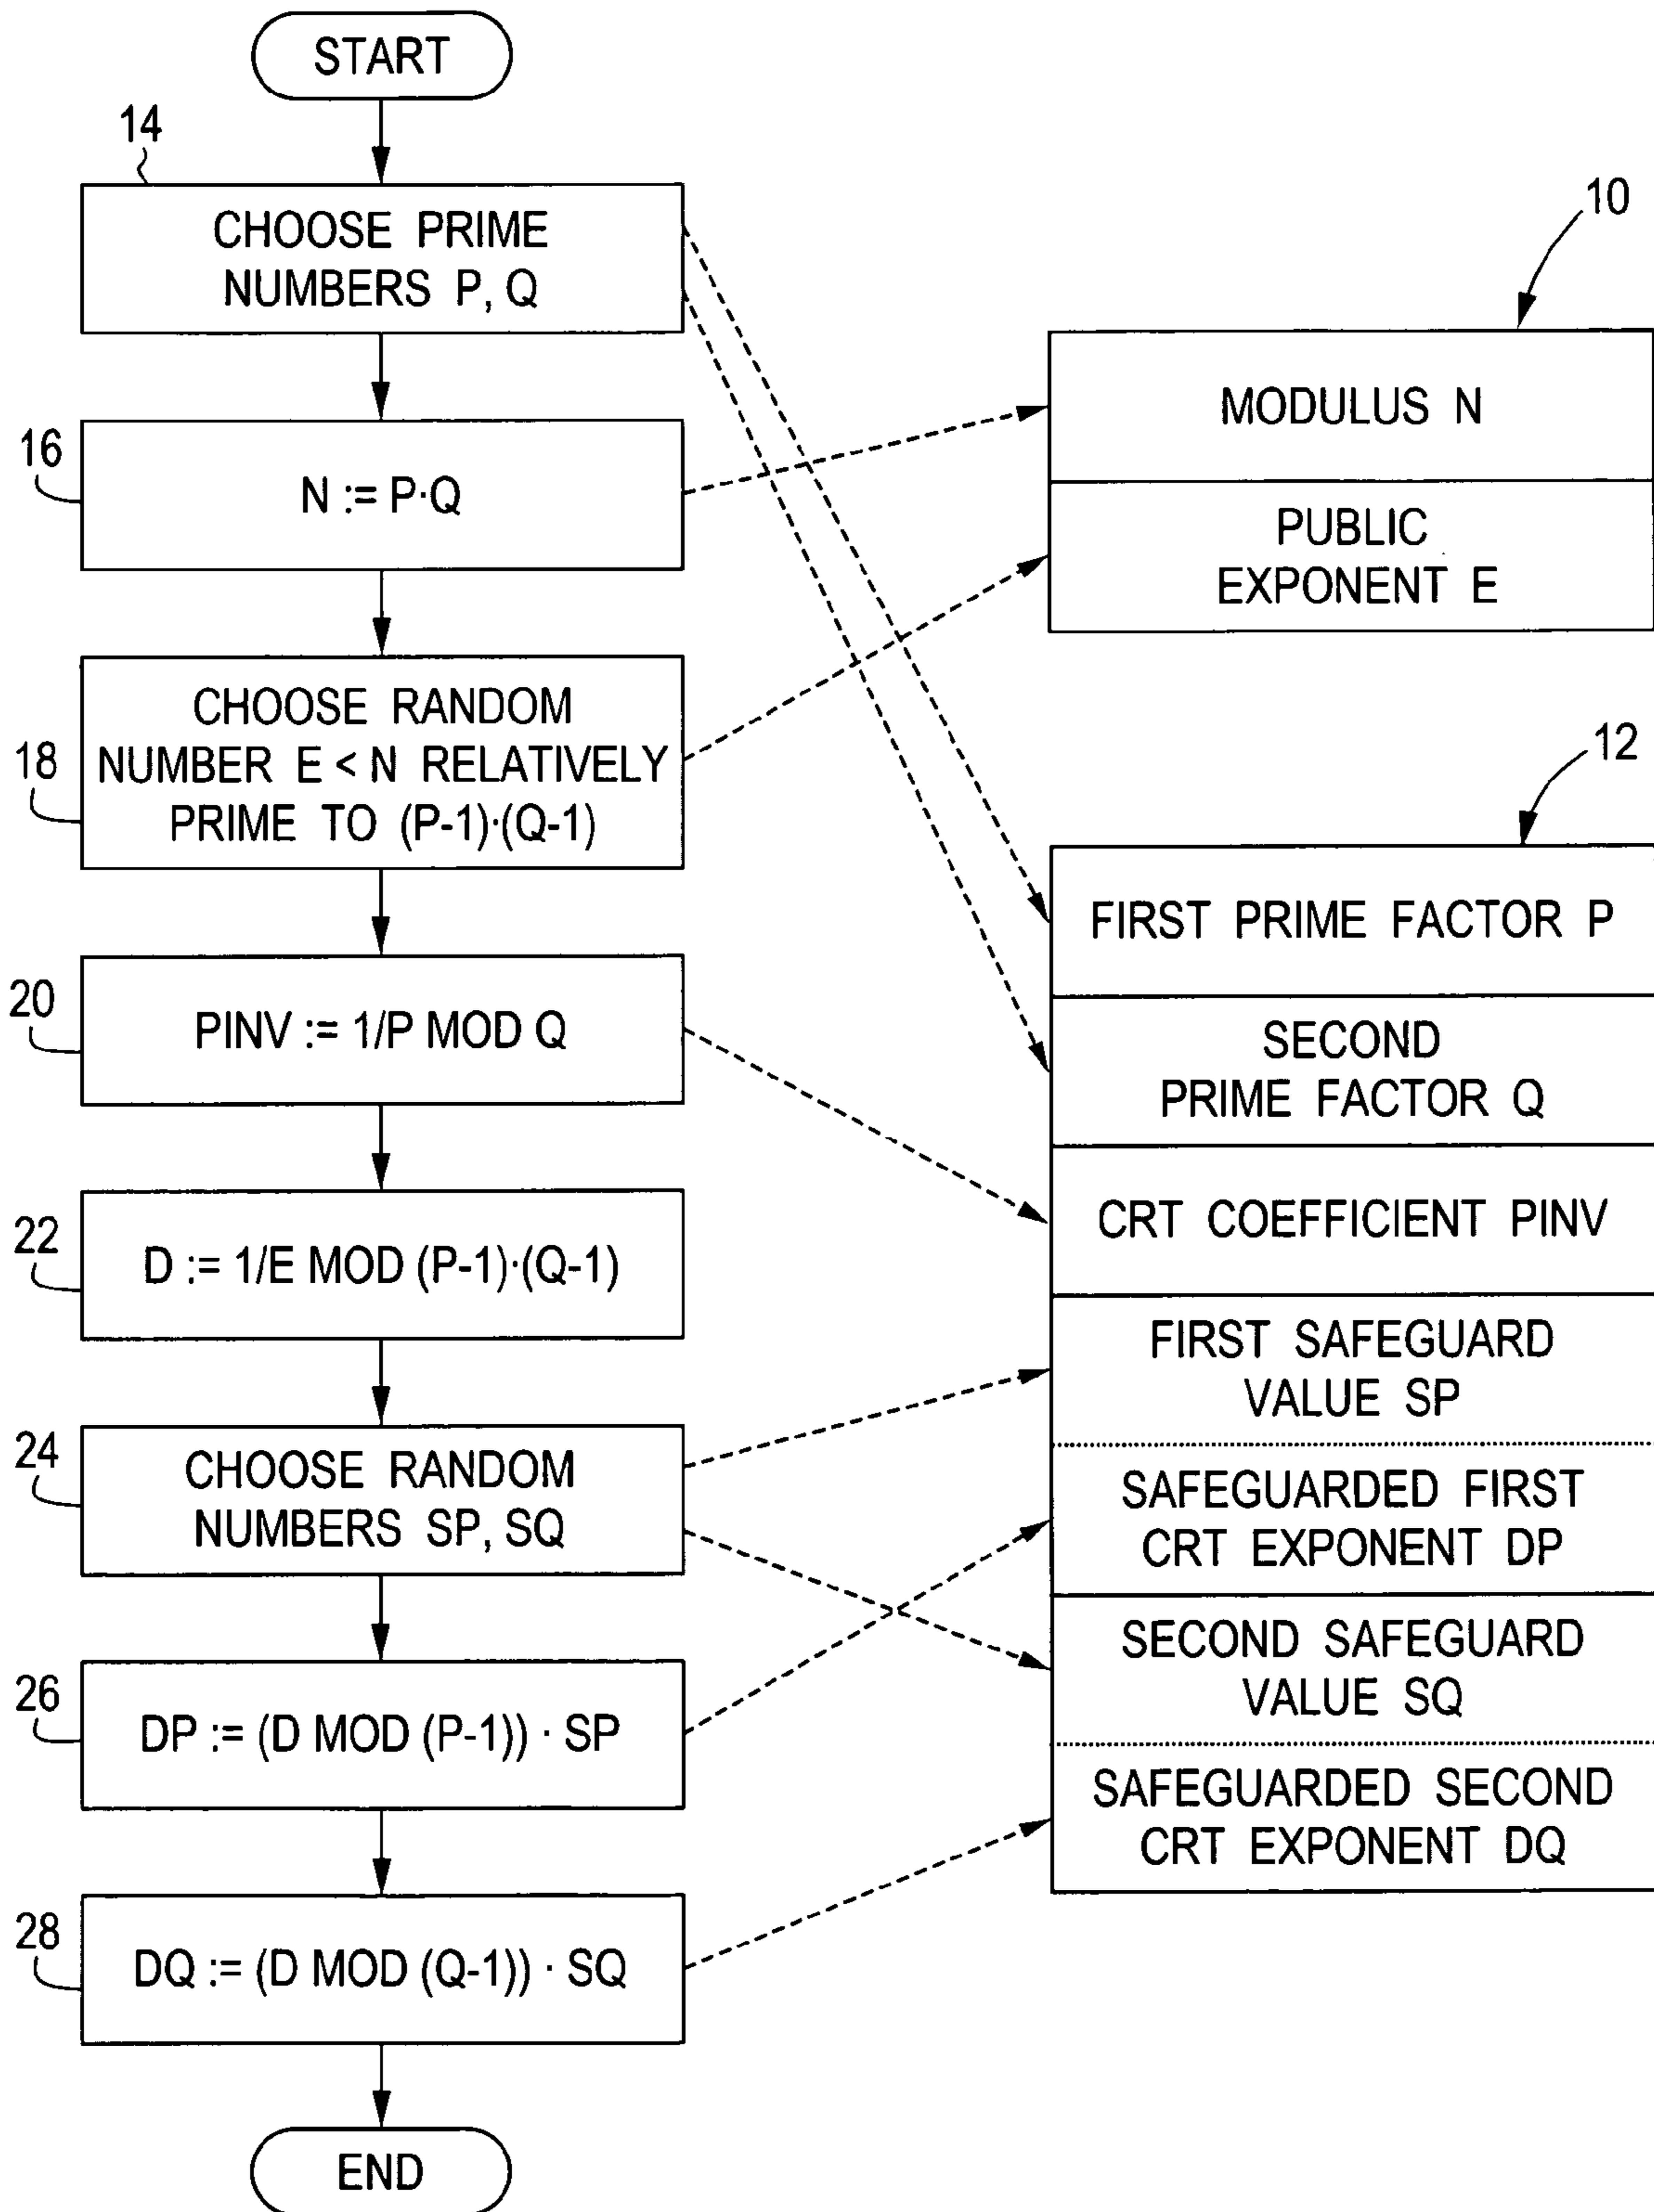 START
14
CHOOSE PRIME
NUMBERS P, Q
16
N := P·Q
18
CHOOSE RANDOM
NUMBER E < N RELATIVELY
PRIME TO (P-1)·(Q-1)
20
PINV := 1/P MOD Q
22
D := 1/E MOD (P-1)·(Q-1)
24
CHOOSE RANDOM
NUMBERS SP, SQ
26
DP := (D MOD (P-1)) · SP
28
DQ := (D MOD (Q-1)) · SQ
END
10
MODULUS N
PUBLIC
EXPONENT E
12
FIRST PRIME FACTOR P
SECOND
PRIME FACTOR Q
CRT COEFFICIENT PINV
FIRST SAFEGUARD
VALUE SP
SAFEGUARDED FIRST
CRT EXPONENT DP
SECOND SAFEGUARD
VALUE SQ
SAFEGUARDED SECOND
CRT EXPONENT DQ